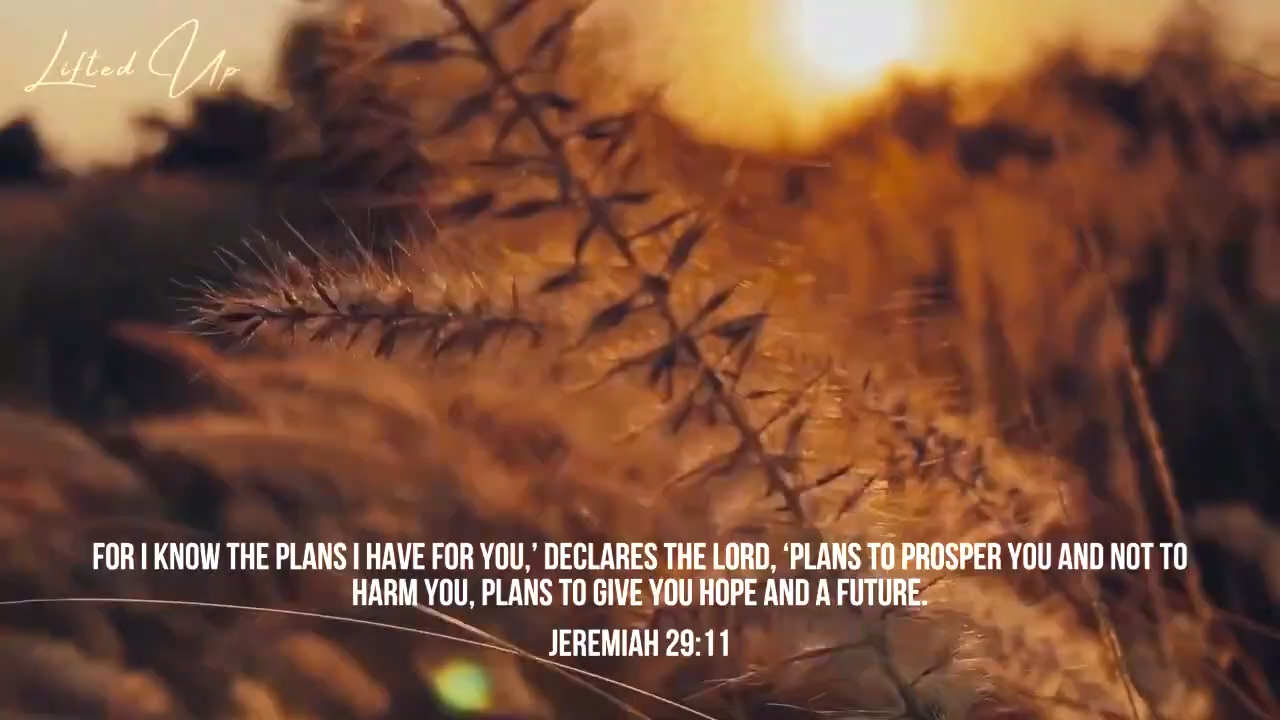 Lifted Up
FOR I KNOW THE PLANS I HAVE FOR YOU,’ DECLARES THE LORD, ‘PLANS TO PROSPER YOU AND NOT TO
HARM YOU, PLANS TO GIVE YOU HOPE AND A FUTURE.
JEREMIAH 29:11